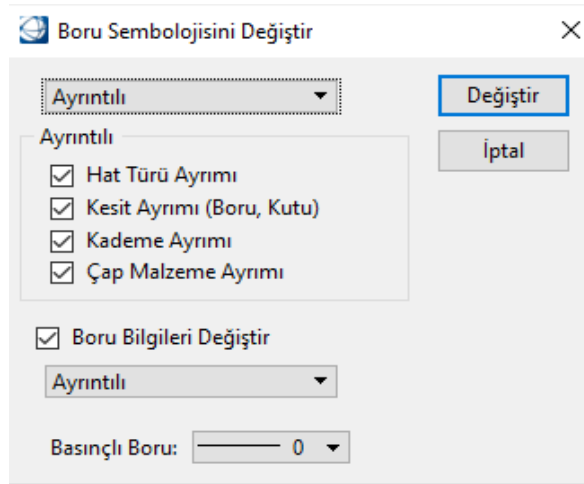 Boru Sembolojisini Değiştir
Ayrıntılı
Değiştir
Ayrıntılı
İptal
Hat Türü Ayrımı
Kesit Ayrımı (Boru, Kutu)
Kademe Ayrımı
Çap Malzeme Ayrımı
Boru Bilgileri Değiştir
Ayrıntılı
Basınçlı Boru: 0